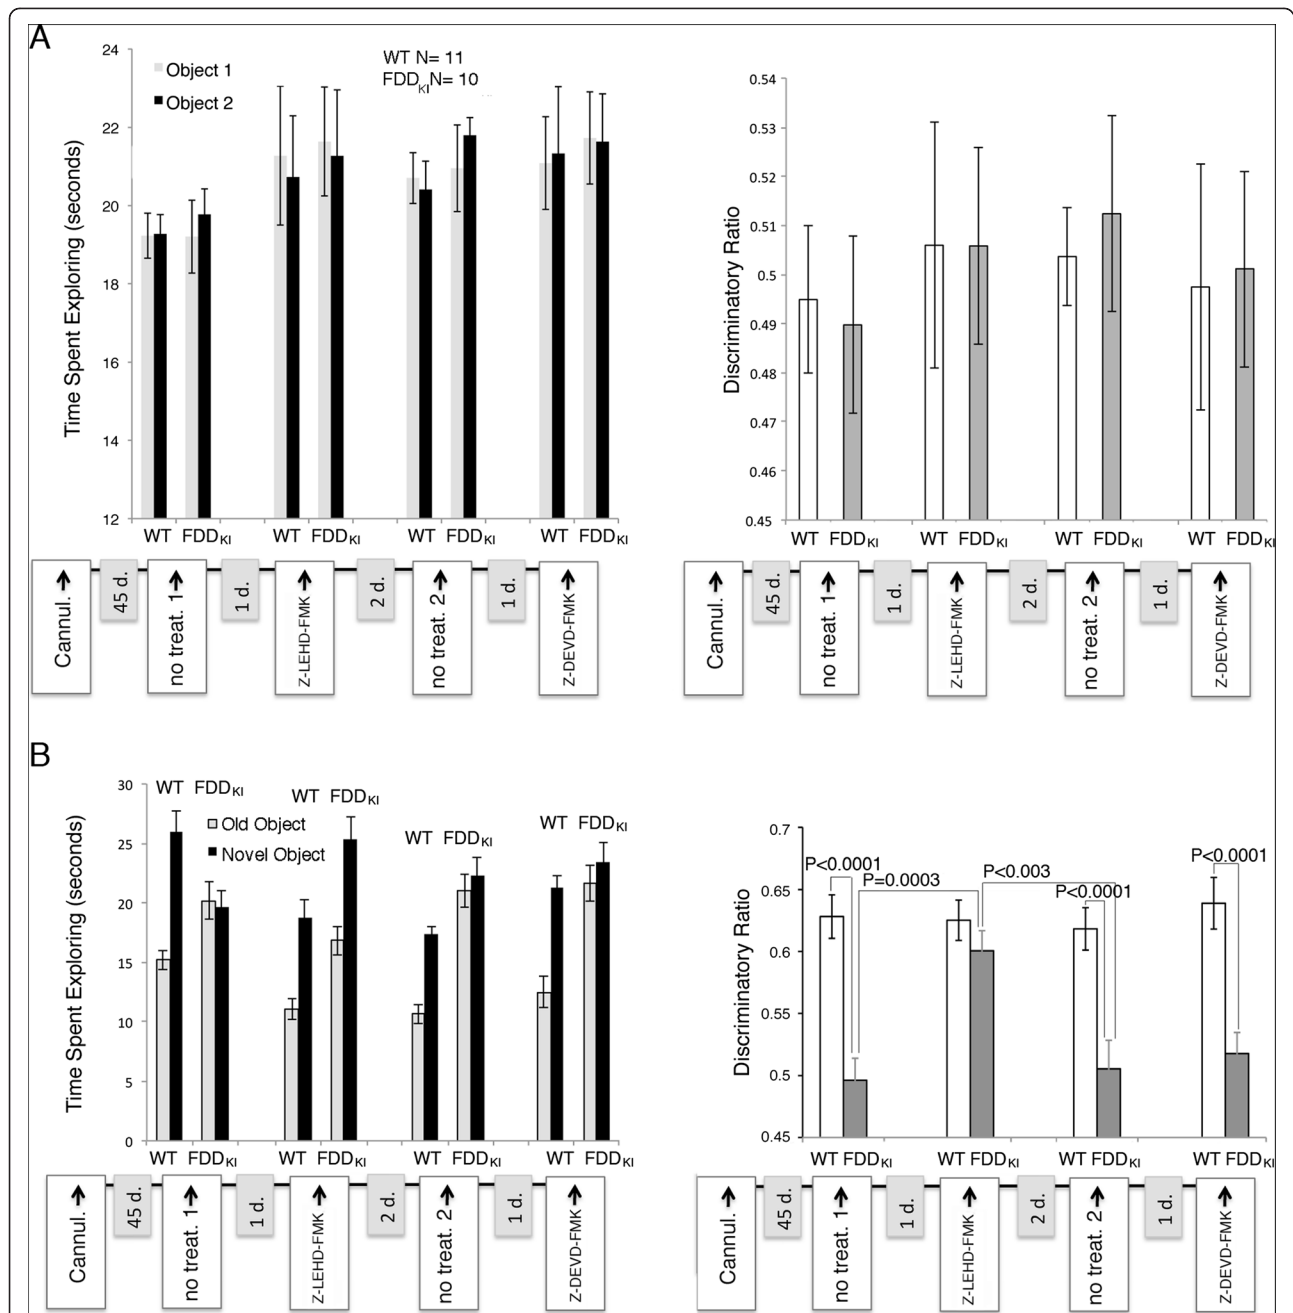 A
24
22
20
18
16
14
12
Time Spent Exploring (seconds)
Object 1
Object 2
WT N= 11
FDDKIN= 10
WT FDDKI WT FDDKI WT FDDKI WT FDDKI
Cannul. 45 d. no treat. 1 1 d. Z-LEHD-FMK 2 d. no treat. 2 1 d. Z-DEVD-FMK
0.54
0.53
0.52
0.51
0.5
0.49
0.48
0.47
0.46
0.45
Discriminatory Ratio
WT FDDKI WT FDDKI WT FDDKI WT FDDKI
Cannul. 45 d. no treat. 1 1 d. Z-LEHD-FMK 2 d. no treat. 2 1 d. Z-DEVD-FMK
B
30
25
20
15
10
5
0
Time Spent Exploring (seconds)
WT FDDKI WT FDDKI WT FDDKI WT FDDKI
Old Object
Novel Object
WT FDDKI WT FDDKI WT FDDKI WT FDDKI
Cannul. 45 d. no treat. 1 1 d. Z-LEHD-FMK 2 d. no treat. 2 1 d. Z-DEVD-FMK
0.7
0.65
0.6
0.55
0.5
0.45
Discriminatory Ratio
P<0.0001
P=0.0003
P<0.003
P<0.0001
P<0.0001
WT FDDKI WT FDDKI WT FDDKI WT FDDKI
Cannul. 45 d. no treat. 1 1 d. Z-LEHD-FMK 2 d. no treat. 2 1 d. Z-DEVD-FMK